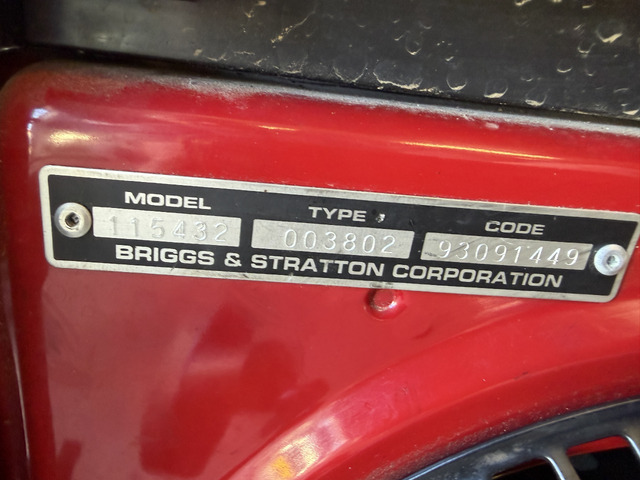 MODEL TYPE CODE
115432 003802 93091449
BRIGGS & STRATTON CORPORATION